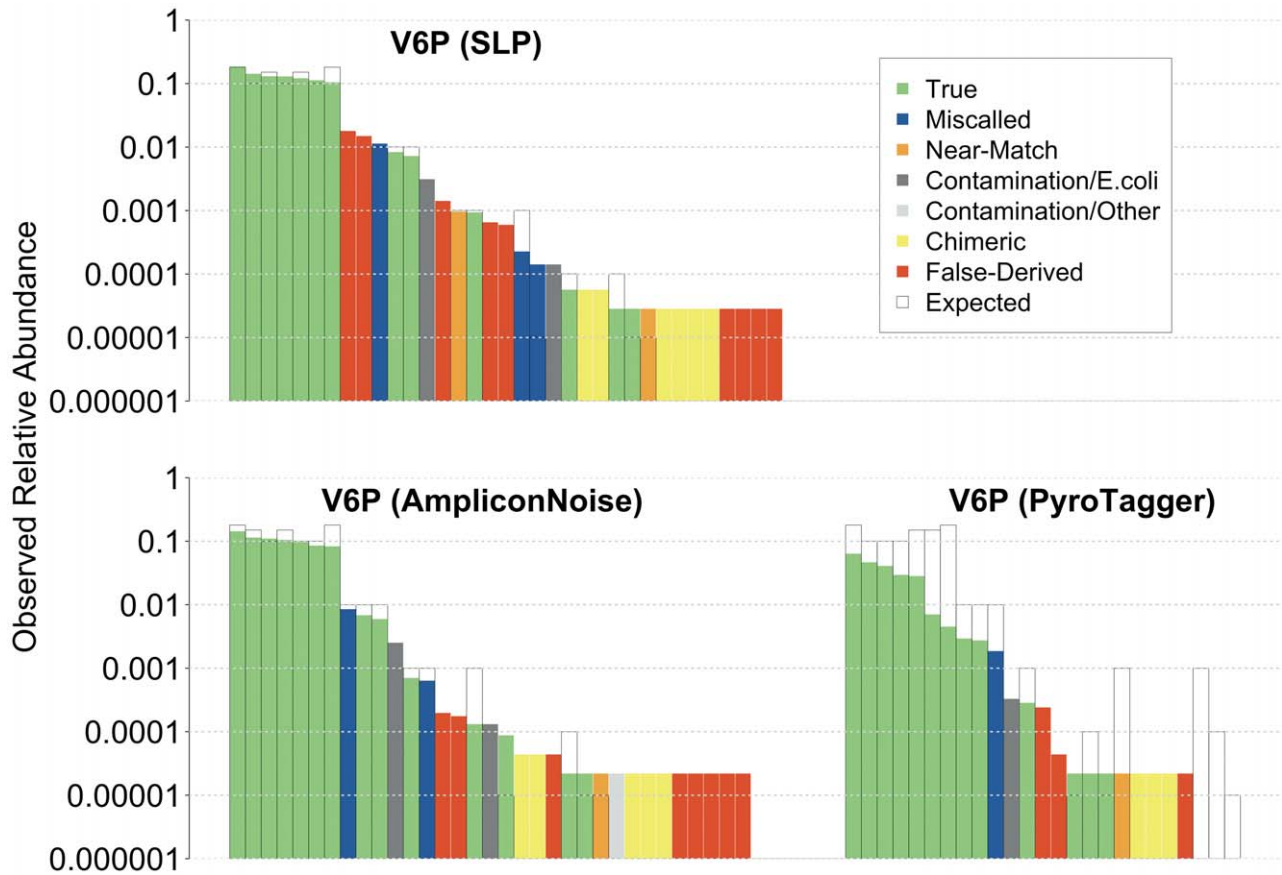 V6P (SLP)
1
0.1
0.01
0.001
0.0001
0.00001
0.000001
True
Miscalled
Near-Match
Contamination/E.coli
Contamination/Other
Chimeric
False-Derived
Expected
Observed Relative Abundance
V6P (AmpliconNoise)
V6P (PyroTagger)
1
0.1
0.01
0.001
0.0001
0.00001
0.000001